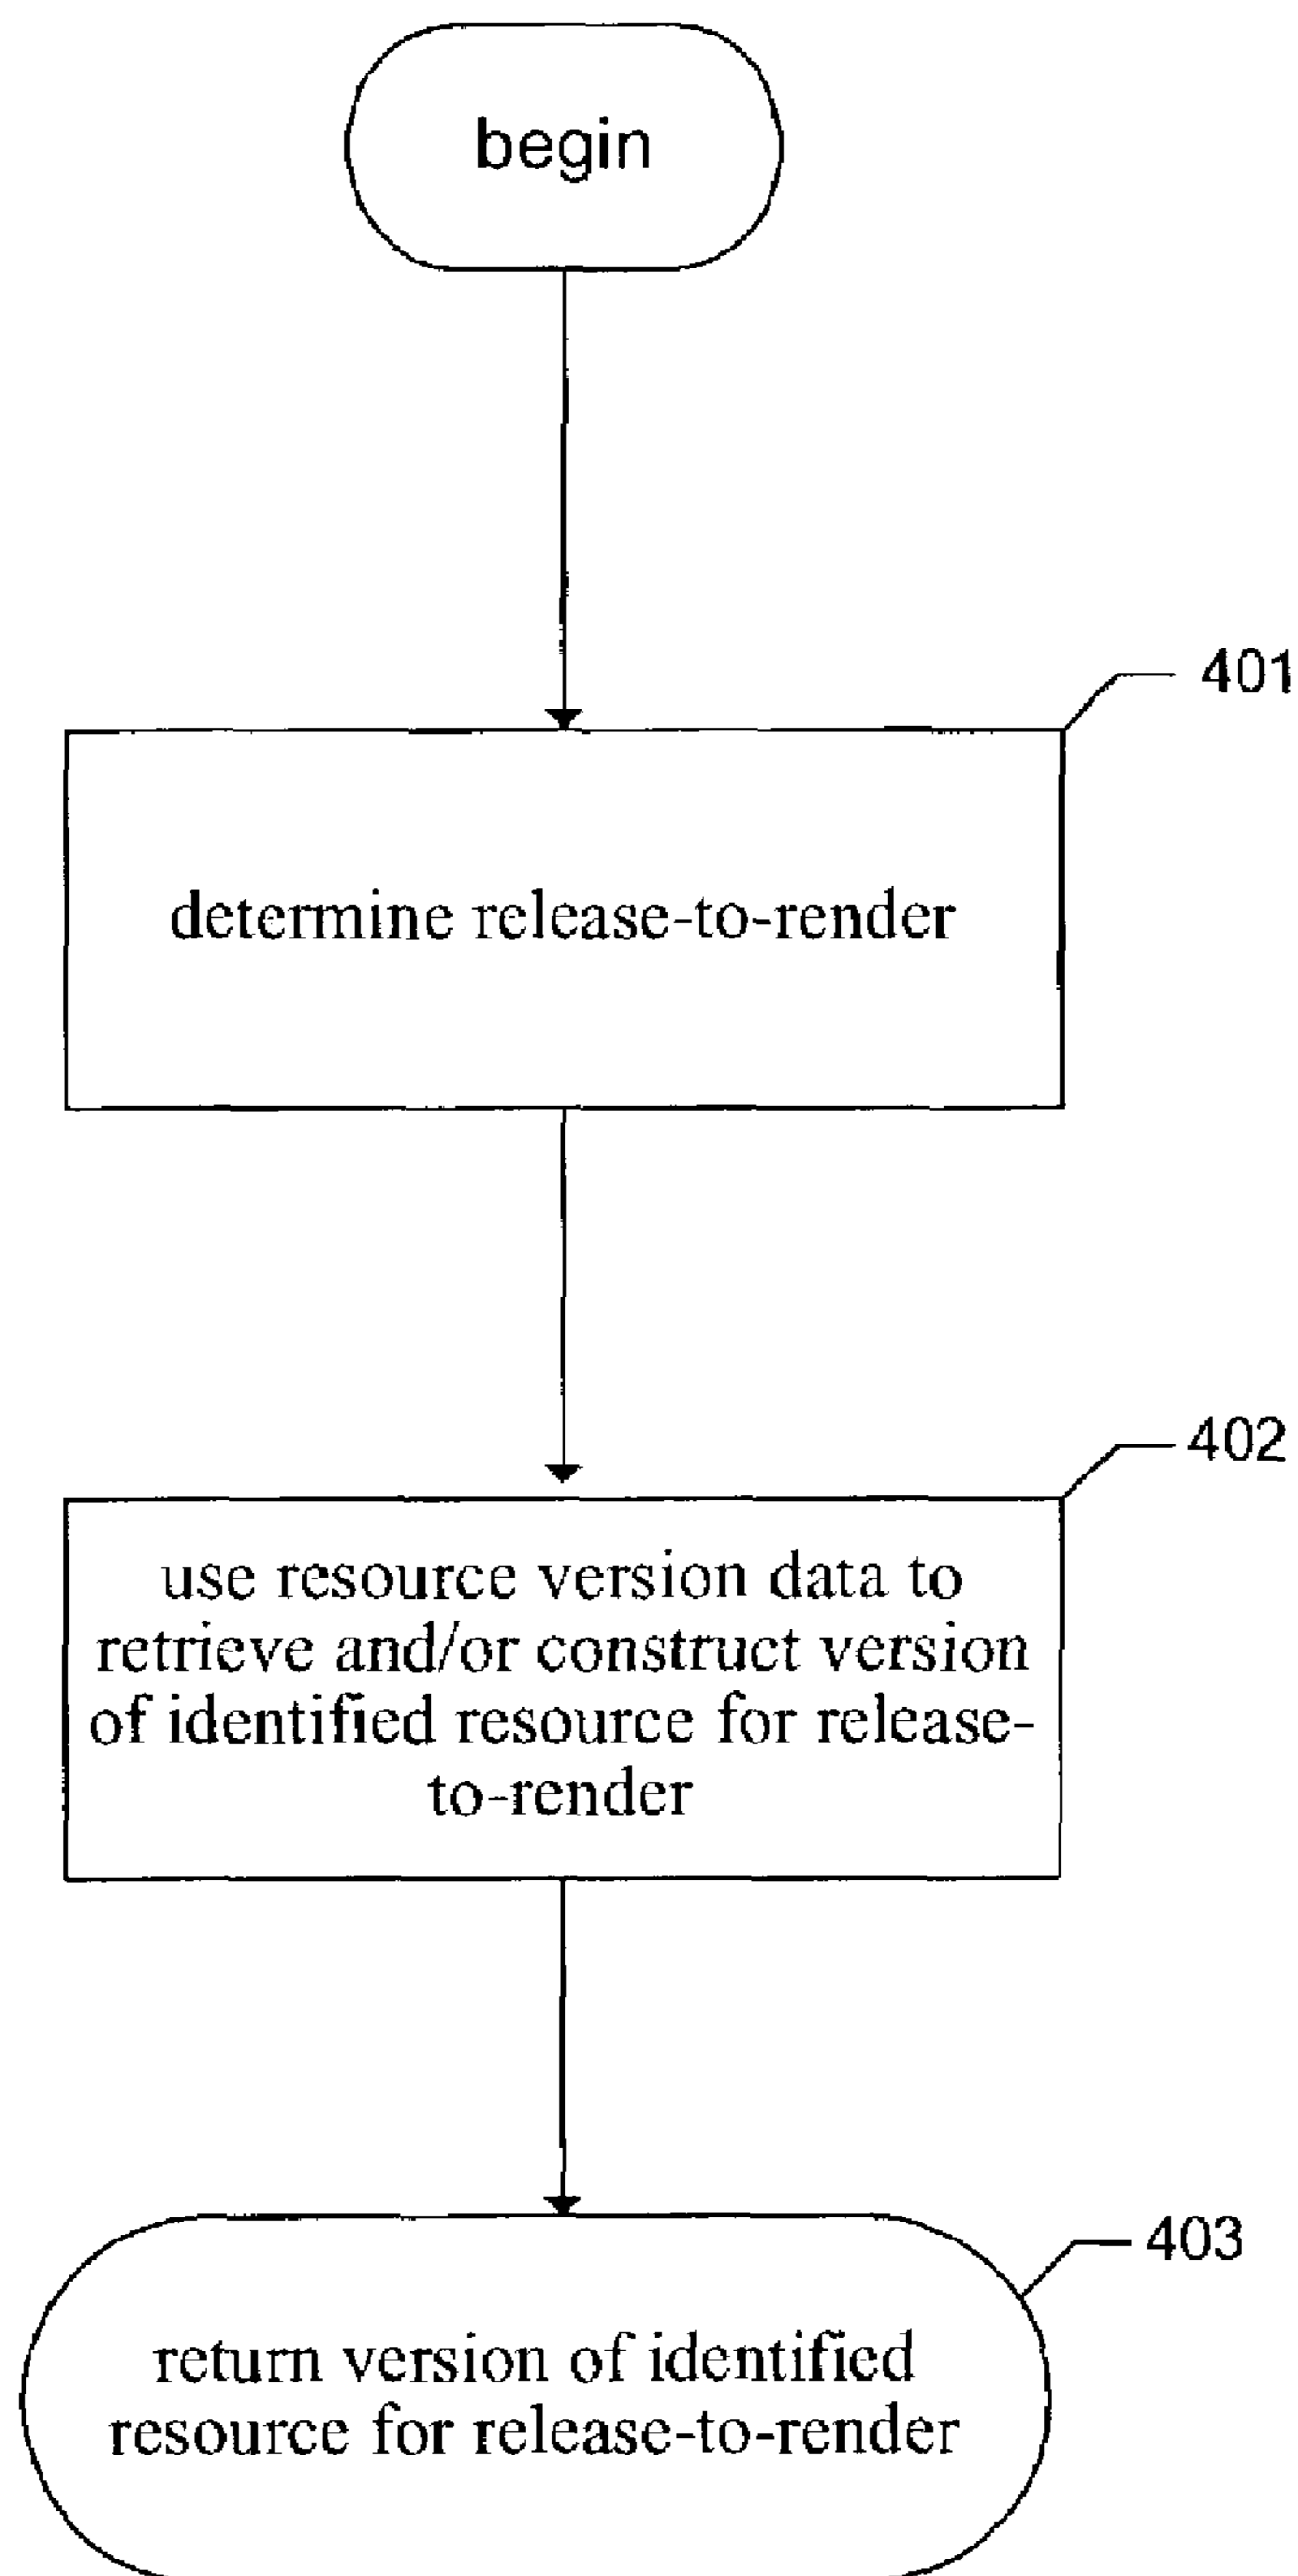 begin
401
determine release-to-render
402
use resource version data to
retrieve and/or construct version
of identified resource for release-
to-render
403
return version of identified
resource for release-to-render